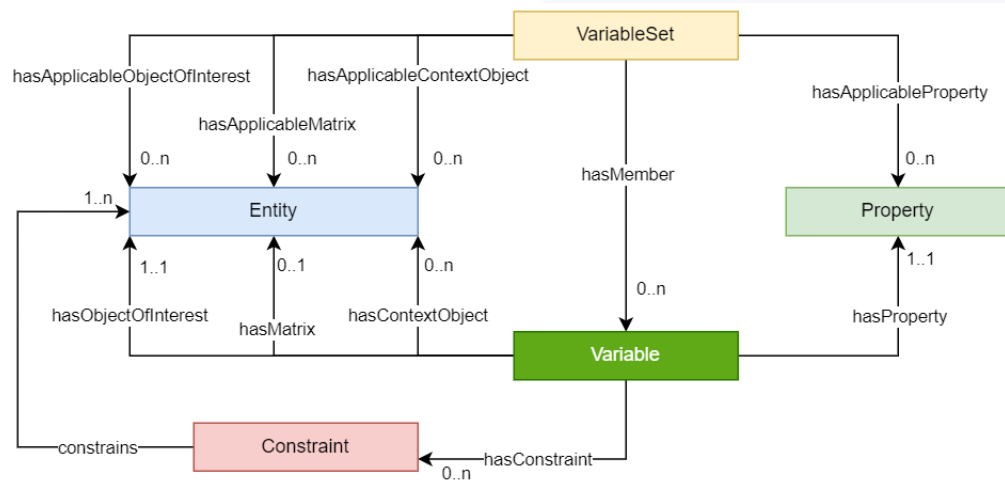 VariableSet
hasApplicableObjectOfInterest
hasApplicableContextObject
hasApplicableProperty
hasApplicableMatrix
0..n
0..n
0..n
0..n
hasMember
1..n
Entity
Property
1..1
0..1
0..n
1..1
0..n
hasObjectOfInterest
hasMatrix
hasContextObject
hasProperty
Variable
constrains
Constraint
hasConstraint
0..n